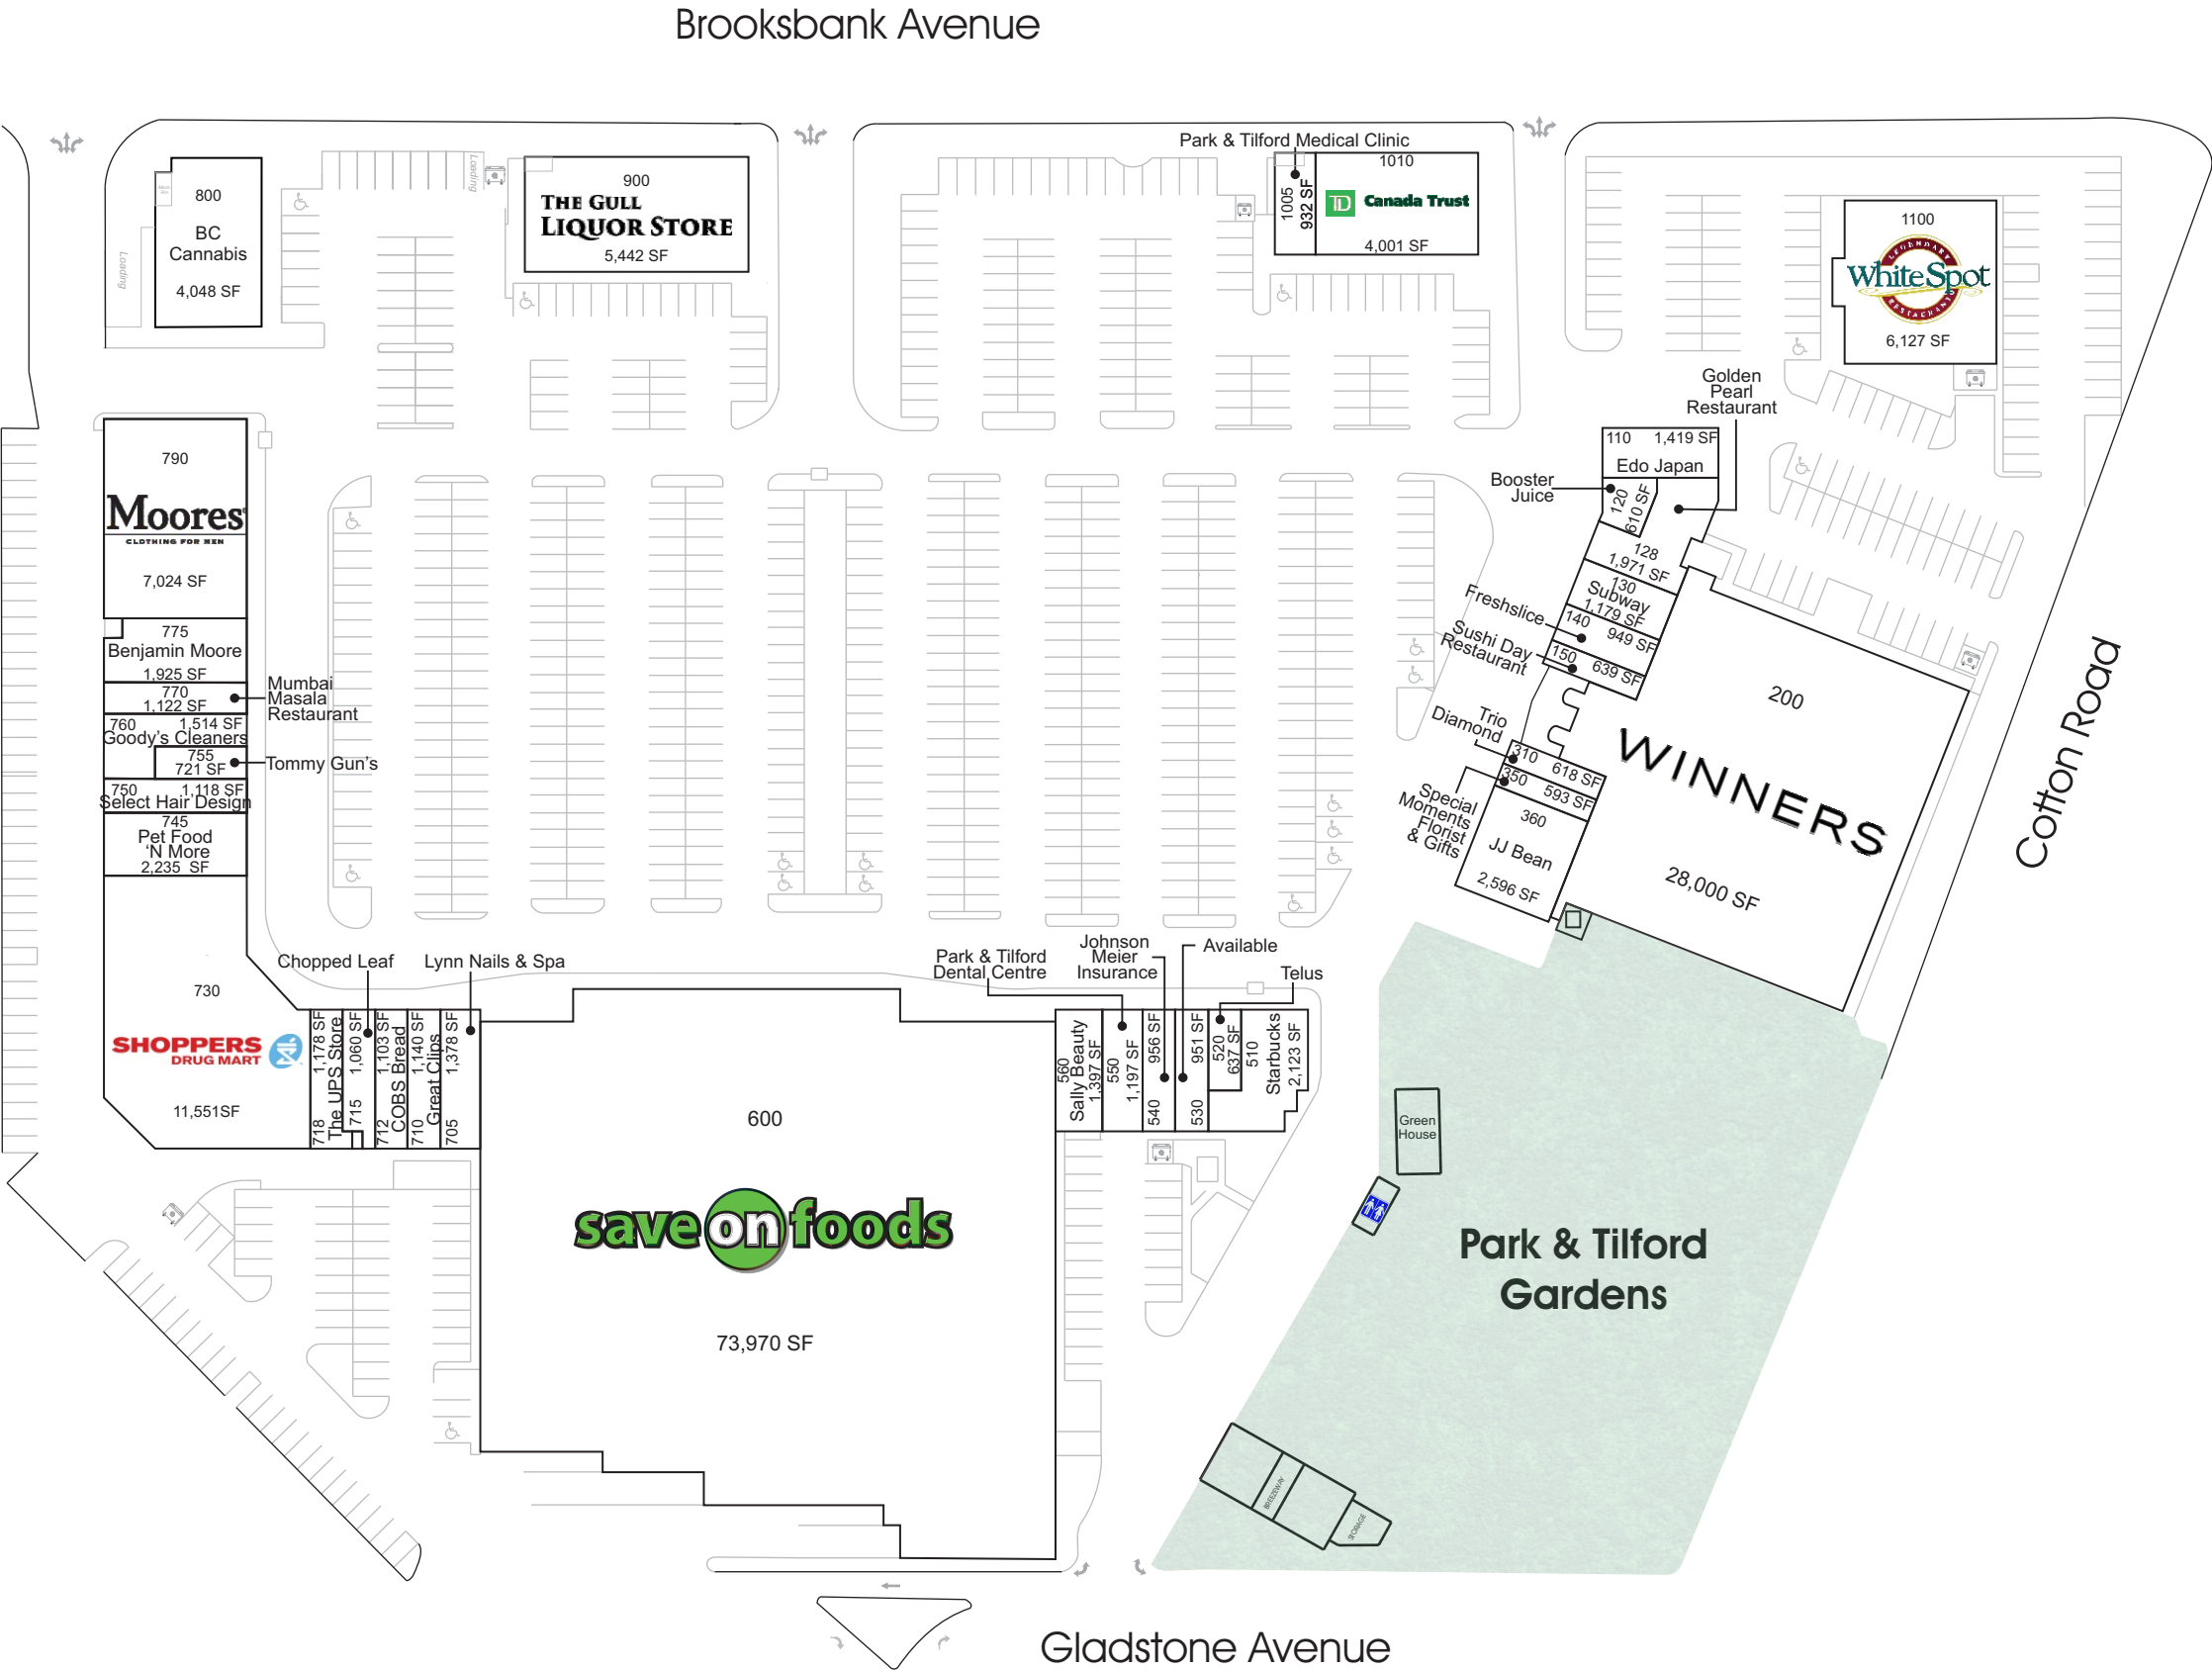 Brooksbank Avenue
Park & Tilford Medical Clinic
800
BC
Cannabis
4,048 SF
Loading
Loading
900
THE GULL
LIQUOR STORE
5,442 SF
1005
932 SF
1010
TD Canada Trust
4,001 SF
1100
LEGENDARY
White Spot
RESTAURANT
6,127 SF
Golden
Pearl
Restaurant
110 1,419 SF
Edo Japan
Booster
Juice
120
610 SF
128
1,971 SF
130
Subway
1,179 SF
Freshslice
140 949 SF
Sushi Day
Restaurant
150 639 SF
200
WINNERS
28,000 SF
Cotton Road
Trio
Diamond
310 618 SF
350 593 SF
Special
Moments
Florist
& Gifts
360
JJ Bean
2,596 SF
790
Moores
CLOTHING FOR MEN
7,024 SF
775
Benjamin Moore
1,925 SF
770
1,122 SF
Mumbai
Masala
Restaurant
760 1,514 SF
Goody's Cleaners
755
721 SF
Tommy Gun's
750 1,118 SF
Select Hair Design
745
Pet Food
'N More
2,235 SF
730
SHOPPERS
DRUG MART
11,551SF
Chopped Leaf
Lynn Nails & Spa
718 1,178 SF
The UPS Store
715 1,060 SF
712 1,103 SF
COBS Bread
710 1,140 SF
Great Clips
705 1,378 SF
600
save on foods
73,970 SF
Park & Tilford
Dental Centre
Johnson
Meier
Insurance
Available
Telus
560
Sally Beauty
1,397 SF
550
1,197 SF
540 956 SF
530 951 SF
520
637 SF
510
Starbucks
2,123 SF
Green
House
Park & Tilford
Gardens
BREEZEWAY
STORAGE
Gladstone Avenue